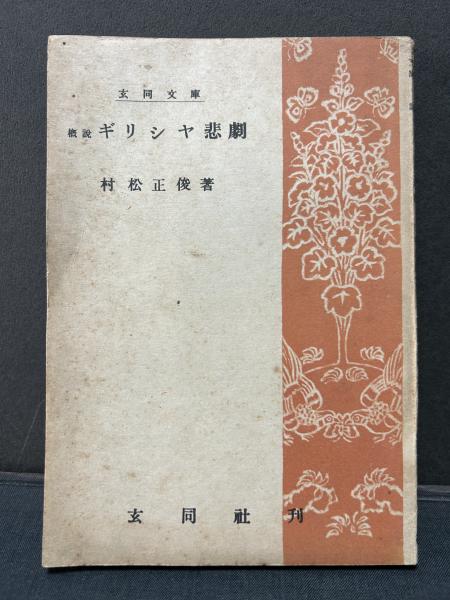 玄同文庫
概説 ギリシヤ悲劇
村松正俊著
玄同社刊